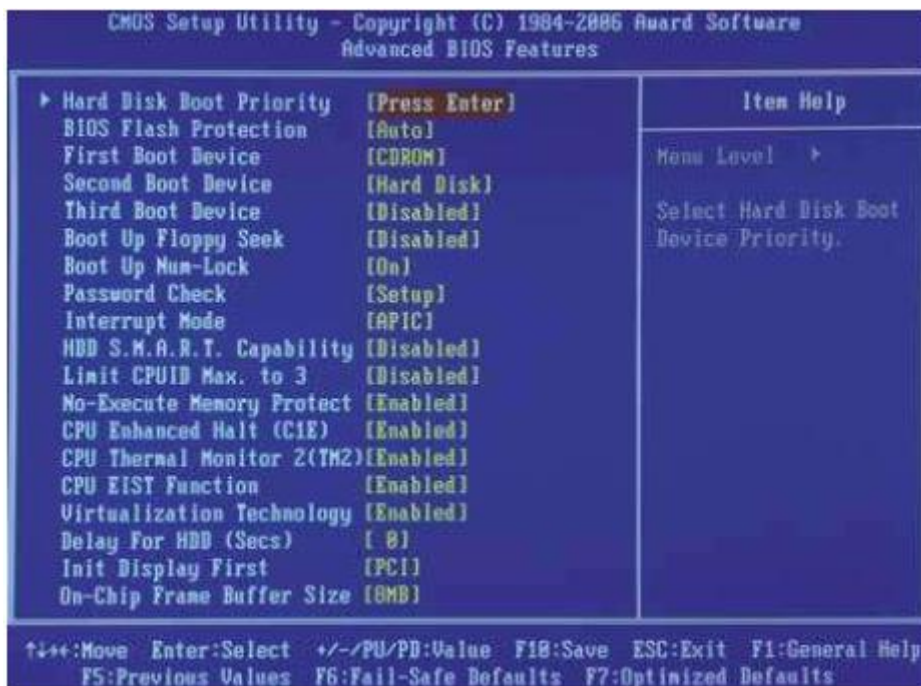 CMOS Setup Utility - Copyright (C) 1984-2006 Award Software
Advanced BIOS Features
Hard Disk Boot Priority [Press Enter]
BIOS Flash Protection [Auto]
First Boot Device [CDROM]
Second Boot Device [Hard Disk]
Third Boot Device [Disabled]
Boot Up Floppy Seek [Disabled]
Boot Up Num-Lock [On]
Password Check [Setup]
Interrupt Mode [APIC]
HDD S.M.A.R.T. Capability [Disabled]
Limit CPUID Max. to 3 [Disabled]
No-Execute Memory Protect [Enabled]
CPU Enhanced Halt (C1E) [Enabled]
CPU Thermal Monitor 2(TM2)[Enabled]
CPU EIST Function [Enabled]
Virtualization Technology [Enabled]
Delay For HDD (Secs) [ 0]
Init Display First [PCI]
On-Chip Frame Buffer Size [8MB]
Item Help
Menu Level
Select Hard Disk Boot
Device Priority.
↑↓→←:Move Enter:Select +/-/PU/PD:Value F10:Save ESC:Exit F1:General Help
F5:Previous Values F6:Fail-Safe Defaults F7:Optimized Defaults